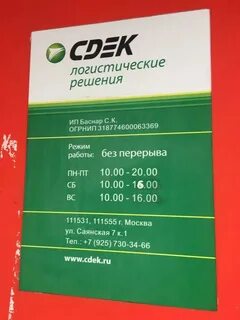 CDEK
логистические
решения
ИП Баснар С.К.
ОГРНИП 318774600063369
Режим
работы: без перерыва
ПН-ПТ 10.00 - 20.00
СБ 10.00 - 16.00
ВС 10.00 - 16.00
111531, 111555 г. Москва
ул. Саянская 7 к.1
Тел.: +7 (925) 730-34-66
www.cdek.ru